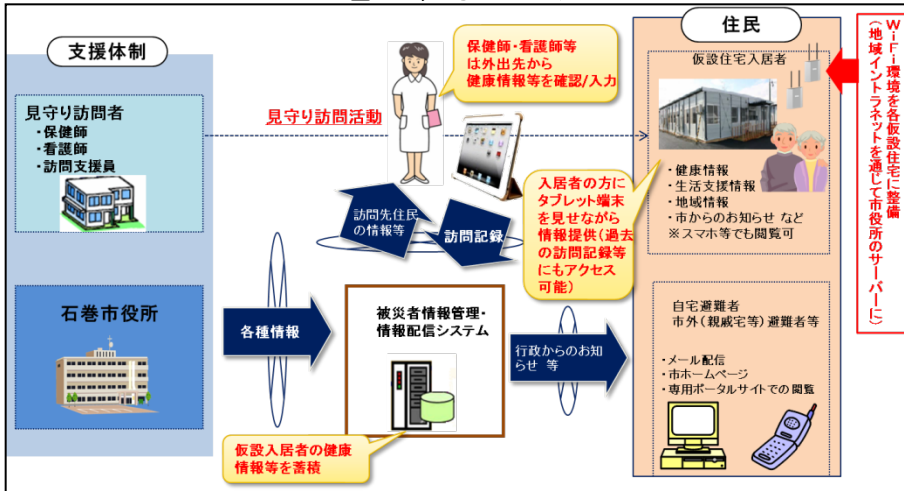 支援体制
見守り訪問者
・保健師
・看護師
・訪問支援員
石巻市役所
見守り訪問活動
保健師・看護師等
は外出先から
健康情報等を確認/入力
訪問先住民
の情報等
訪問記録
入居者の方に
タブレット端末
を見せながら
情報提供(過去
の訪問記録等
にもアクセス
可能)
各種情報
被災者情報管理・
情報配信システム
行政からのお知
らせ 等
仮設入居者の健康
情報等を蓄積
住民
仮設住宅入居者
・健康情報
・生活支援情報
・地域情報
・市からのお知らせ など
※スマホ等でも閲覧可
自宅避難者
市外(親戚宅等)避難者等
・メール配信
・市ホームページ
・専用ポータルサイトでの閲覧
WiFi環境を各仮設住宅に整備
(地域イントラネットを通じて市役所のサーバーに)